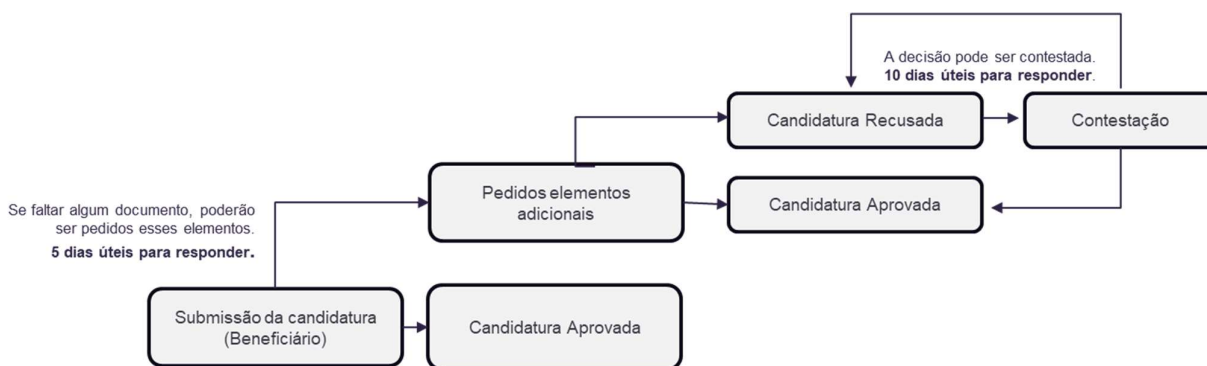 A decisão pode ser contestada.
10 dias úteis para responder.
Candidatura Recusada
Contestação
Pedidos elementos
adicionais
Candidatura Aprovada
Se faltar algum documento, poderão
ser pedidos esses elementos.
5 dias úteis para responder.
Submissão da candidatura
(Beneficiário)
Candidatura Aprovada